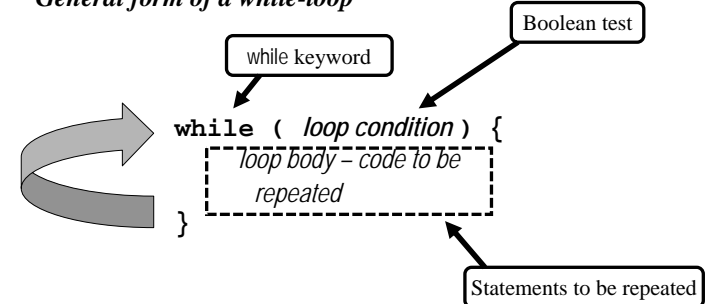 General form of a while-loop
Boolean test
while keyword
while ( loop condition ) {
loop body – code to be
repeated
}
Statements to be repeated